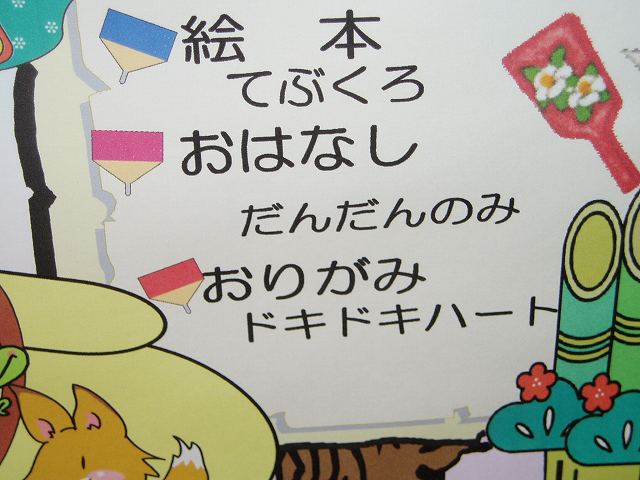 絵 本
てぶくろ
おはなし
だんだんのみ
おりがみ
ドキドキハート